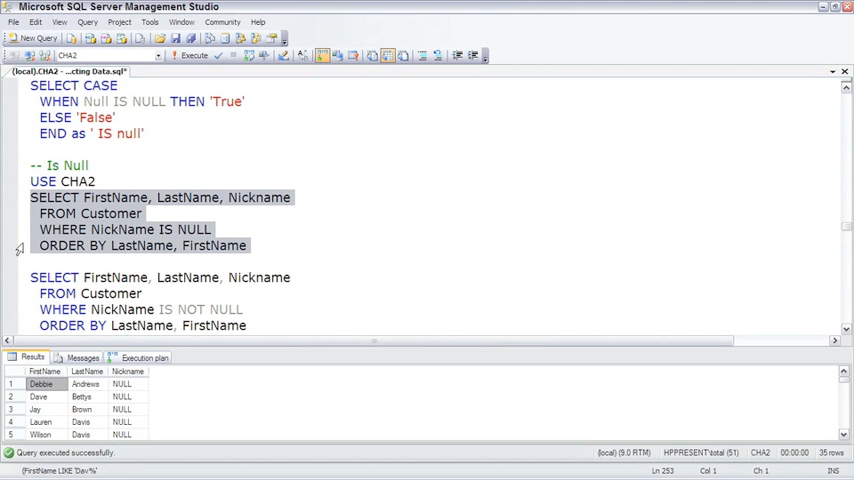 Microsoft SQL Server Management Studio
File Edit View Query Project Tools Window Community Help
New Query
CHA2 Execute
(local).CHA2 - ...cting Data.sql*
SELECT CASE
WHEN Null IS NULL THEN 'True'
ELSE 'False'
END as ' IS null'
-- Is Null
USE CHA2
SELECT FirstName, LastName, Nickname
FROM Customer
WHERE NickName IS NULL
ORDER BY LastName, FirstName
SELECT FirstName, LastName, Nickname
FROM Customer
WHERE NickName IS NOT NULL
ORDER BY LastName, FirstName
Results Messages Execution plan
FirstName LastName Nickname
1 Debbie Andrews NULL
2 Dave Bettys NULL
3 Jay Brown NULL
4 Lauren Davis NULL
5 Wilson Davis NULL
Query executed successfully. (local) (9.0 RTM) HPPRESENT\total (51) CHA2 00:00:00 35 rows
(FirstName LIKE 'Dav%' Ln 253 Col 1 Ch 1 INS